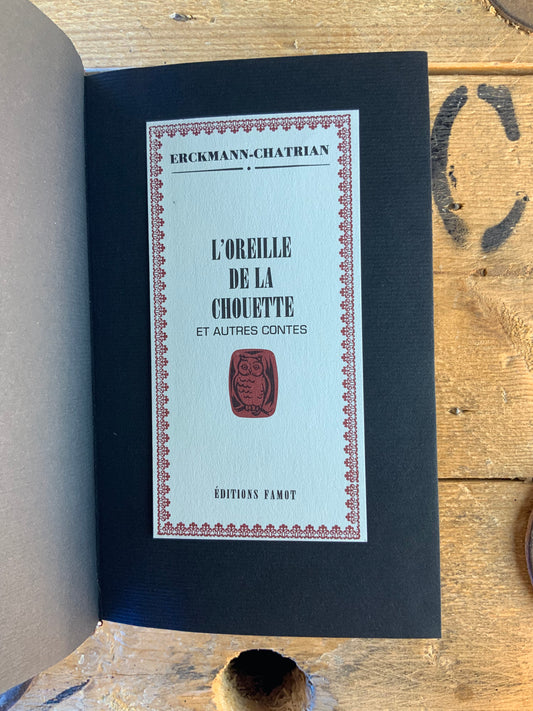 ERCKMANN-CHATRIAN
L'OREILLE
DE LA
CHOUETTE
ET AUTRES CONTES
ÉDITIONS FAMOT